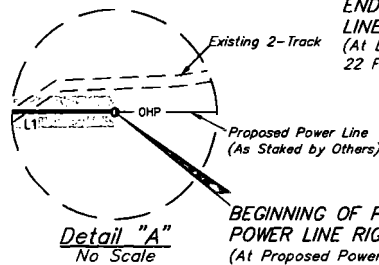 END
LINE
(At
22
Existing 2-Track
OHP
L1
Proposed Power Line
(As Staked by Others)
Detail "A"
No Scale
BEGINNING OF
POWER LINE
(At Proposed Power